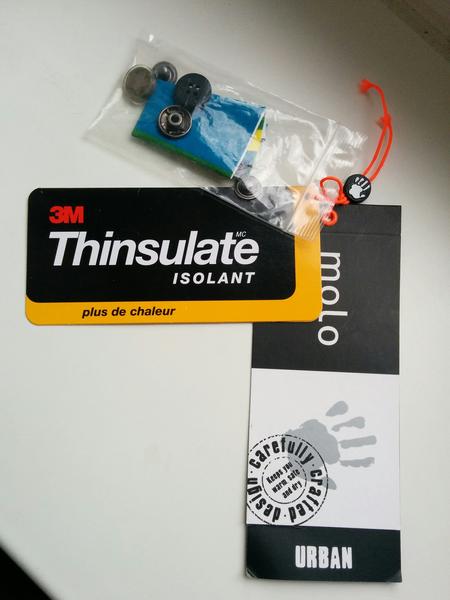 3M
Thinsulate MC
ISOLANT
plus de chaleur
molo
carefully crafted design
Keeps you
warm safe
and dry
URBAN